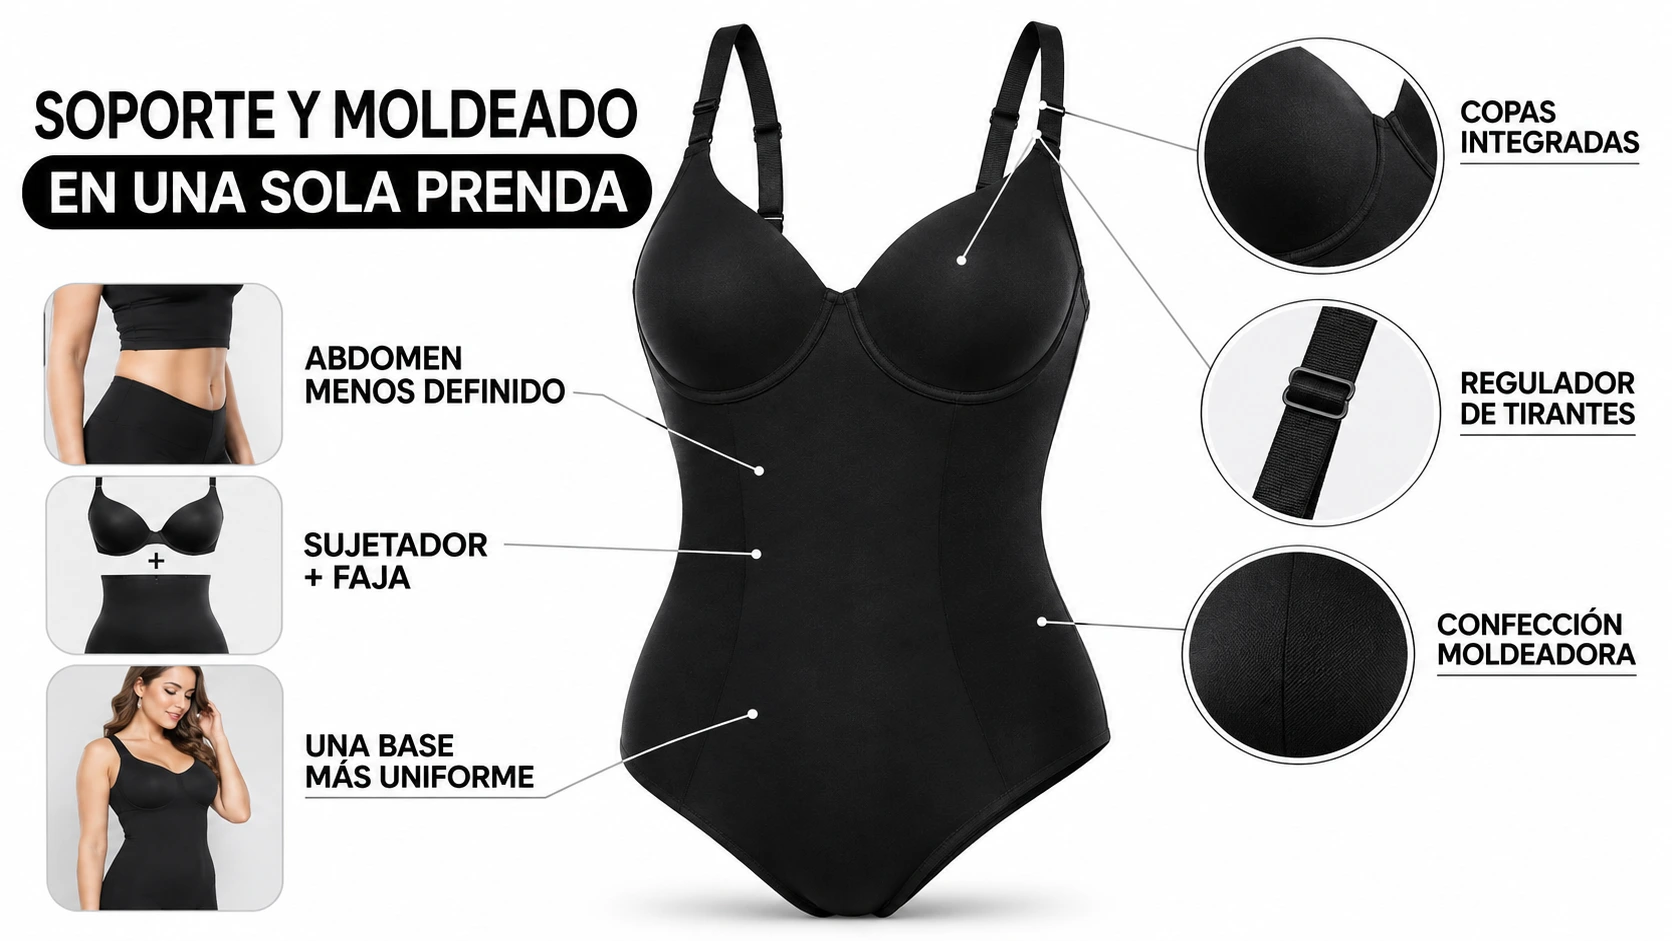 SOPORTE Y MOLDEADO
EN UNA SOLA PRENDA
ABDOMEN
MENOS DEFINIDO
+
SUJETADOR
+ FAJA
UNA BASE
MÁS UNIFORME
COPAS
INTEGRADAS
REGULADOR
DE TIRANTES
CONFECCIÓN
MOLDEADORA